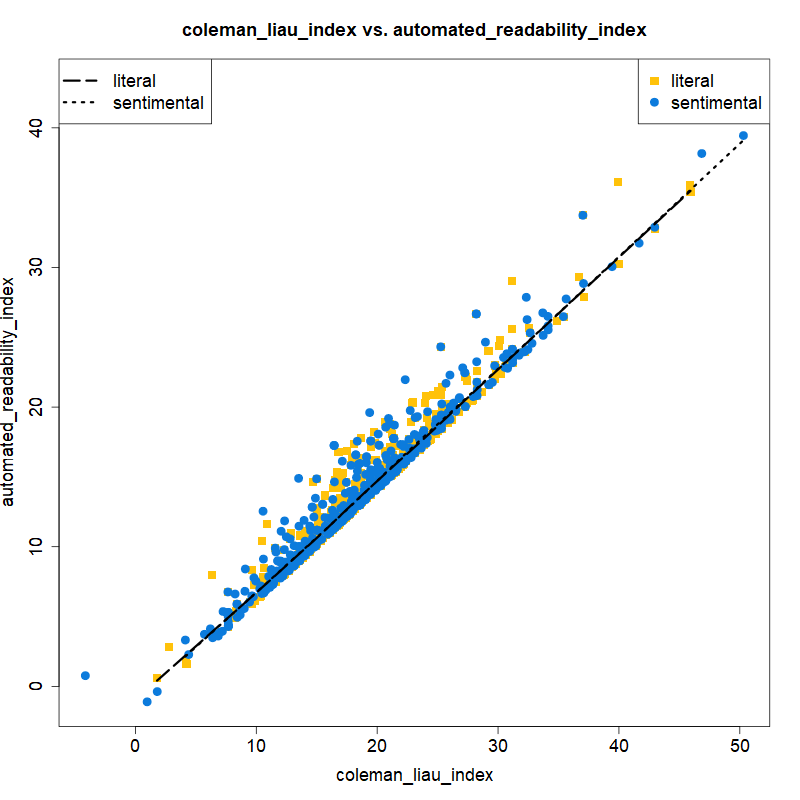 coleman_liau_index vs. automated_readability_index
literal
sentimental
literal
sentimental
automated_readability_index
40
30
20
10
0
0 10 20 30 40 50
coleman_liau_index